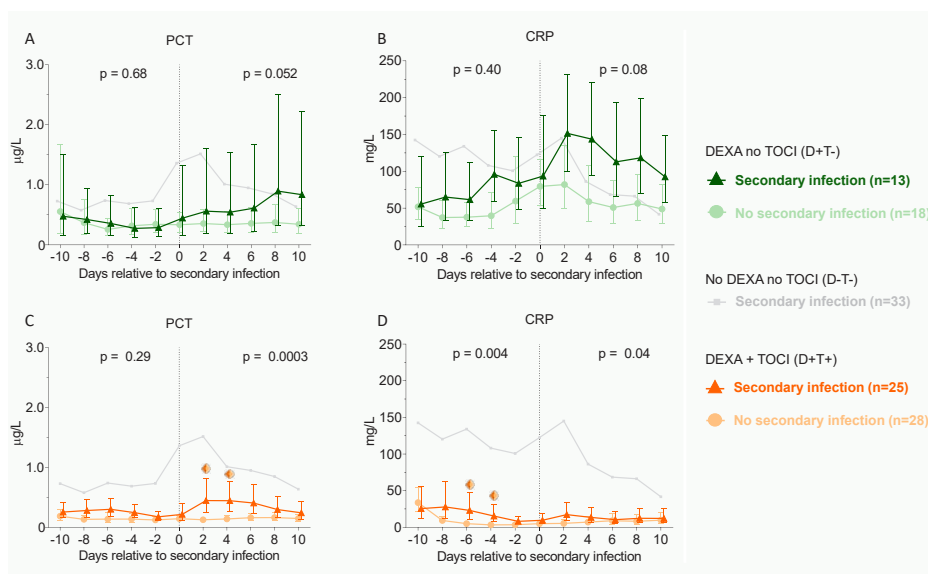 A
PCT
3.0
2.0
1.0
0
µg/L
p = 0.68
p = 0.052
-10 -8 -6 -4 -2 0 2 4 6 8 10
Days relative to secondary infection
B
CRP
250
200
150
100
50
0
mg/L
p = 0.40
p = 0.08
-10 -8 -6 -4 -2 0 2 4 6 8 10
Days relative to secondary infection
C
PCT
3.0
2.0
1.0
0
µg/L
p = 0.29
p = 0.0003
-10 -8 -6 -4 -2 0 2 4 6 8 10
Days relative to secondary infection
D
CRP
250
200
150
100
50
0
mg/L
p = 0.004
p = 0.04
-10 -8 -6 -4 -2 0 2 4 6 8 10
Days relative to secondary infection
DEXA no TOCI (D+T-)
Secondary infection (n=13)
No secondary infection (n=18)
No DEXA no TOCI (D-T-)
Secondary infection (n=33)
DEXA + TOCI (D+T+)
Secondary infection (n=25)
No secondary infection (n=28)